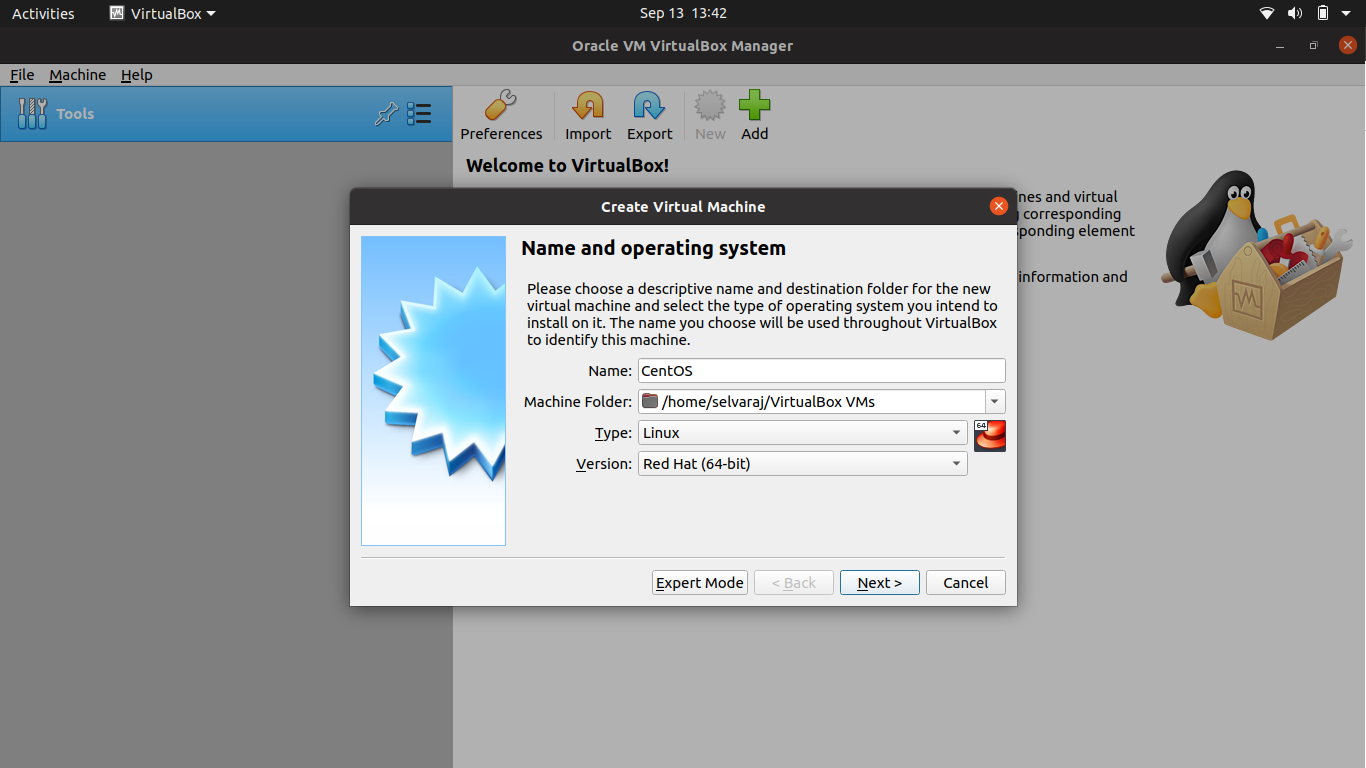 Activities VirtualBox Sep 13 13:42
Oracle VM VirtualBox Manager
File Machine Help
Tools
Preferences Import Export New Add
Welcome to VirtualBox!
nes and virtual
corresponding
sponding element
information and
Create Virtual Machine
Name and operating system
Please choose a descriptive name and destination folder for the new
virtual machine and select the type of operating system you intend to
install on it. The name you choose will be used throughout VirtualBox
to identify this machine.
Name: CentOS
Machine Folder: /home/selvaraj/VirtualBox VMs
Type: Linux
64
Version: Red Hat (64-bit)
Expert Mode < Back Next > Cancel